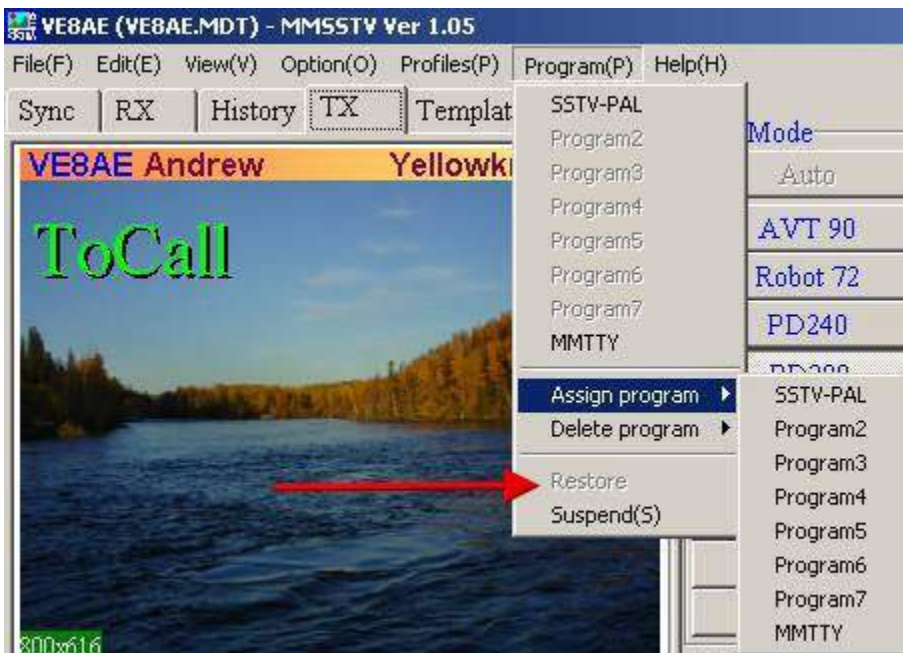 VE8AE (VE8AE.MDT) - MMSSTV Ver 1.05
File(F) Edit(E) View(V) Option(O) Profiles(P) Program(P) Help(H)
Sync RX History TX Templat
VE8AE Andrew Yellowk
ToCall
800x616
SSTV-PAL
Program2
Program3
Program4
Program5
Program6
Program7
MMTTY
Assign program
Delete program
Restore
Suspend(S)
SSTV-PAL
Program2
Program3
Program4
Program5
Program6
Program7
MMTTY
Mode
Auto
AVT 90
Robot 72
PD240